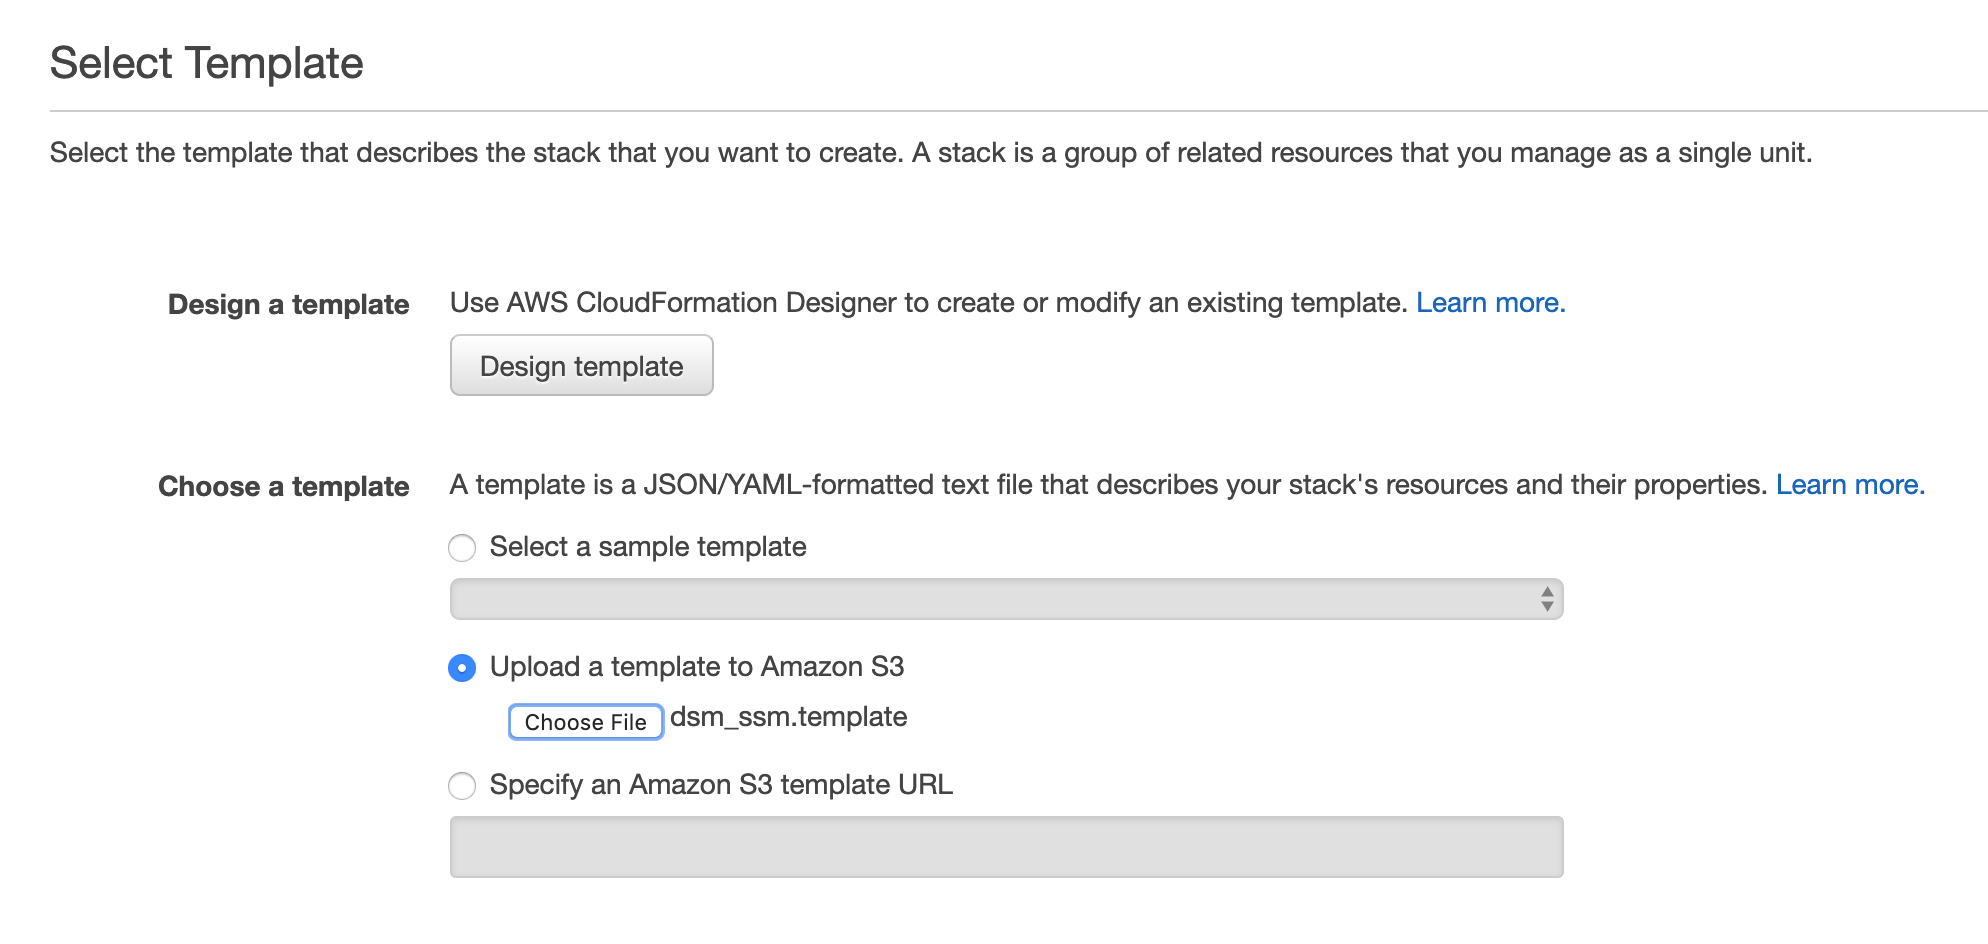 Select Template
Select the template that describes the stack that you want to create. A stack is a group of related resources that you manage as a single unit.
Design a template
Use AWS CloudFormation Designer to create or modify an existing template. Learn more.
Design template
Choose a template
A template is a JSON/YAML-formatted text file that describes your stack's resources and their properties. Learn more.
Select a sample template
Upload a template to Amazon S3
Choose File dsm_ssm.template
Specify an Amazon S3 template URL